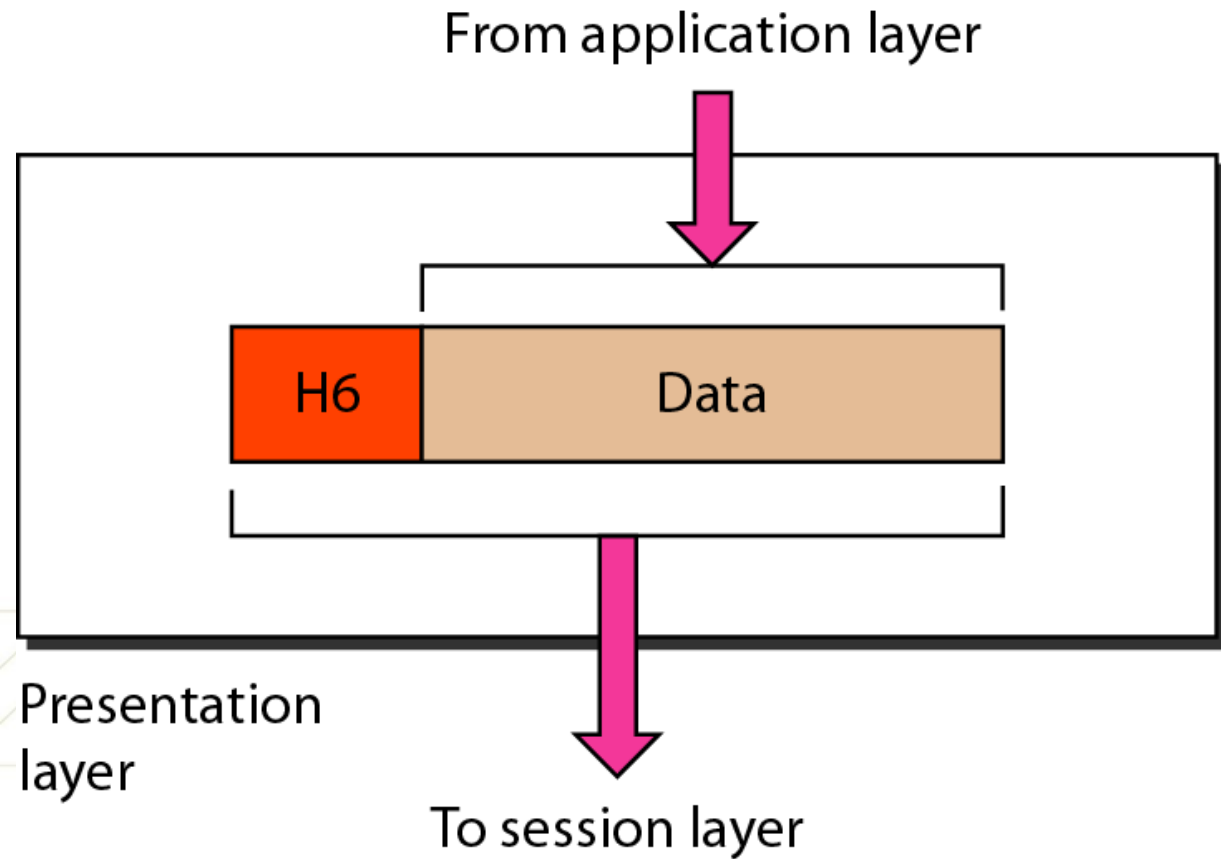 From application layer
H6
Data
Presentation
layer
To session layer